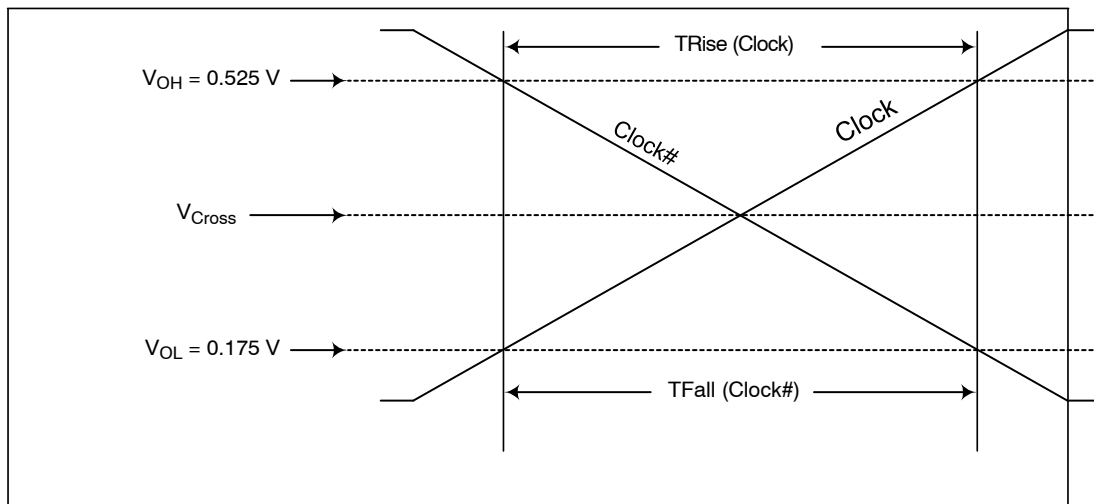 TRise (Clock)
V_OH = 0.525 V
Clock#
Clock
V_Cross
V_OL = 0.175 V
TFall (Clock#)